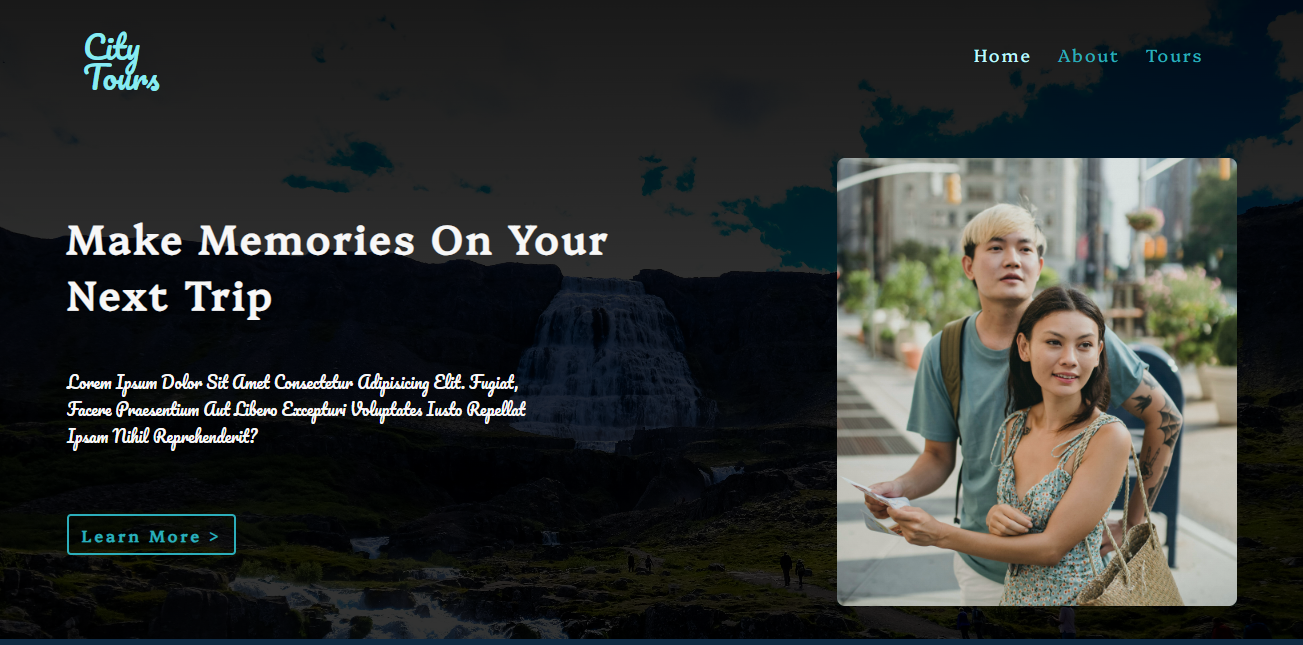 City
Tours
Home About Tours
Make Memories On Your
Next Trip
Lorem Ipsum Dolor Sit Amet Consectetur Adipisicing Elit. Fugiat,
Facere Praesentium Aut Libero Excepturi Voluptates Iusto Repellat
Ipsam Nihil Reprehenderit?
Learn More >